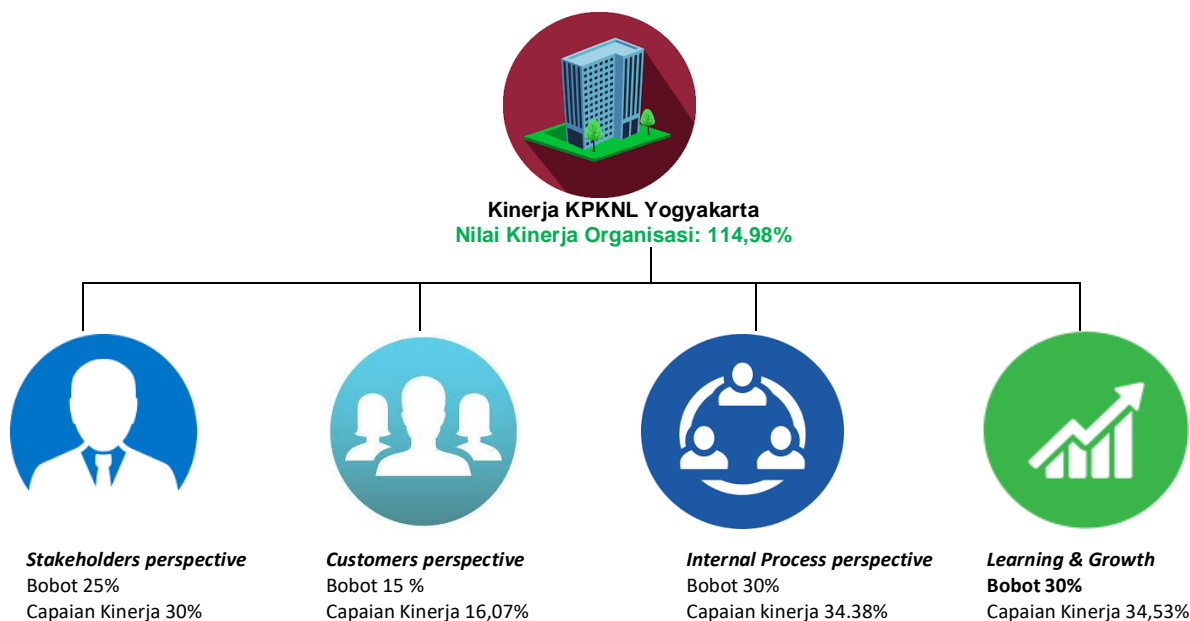 Kinerja KPKNL Yogyakarta
Nilai Kinerja Organisasi: 114,98%
Stakeholders perspective
Bobot 25%
Capaian Kinerja 30%
Customers perspective
Bobot 15 %
Capaian Kinerja 16,07%
Internal Process perspective
Bobot 30%
Capaian kinerja 34.38%
Learning & Growth
Bobot 30%
Capaian Kinerja 34,53%